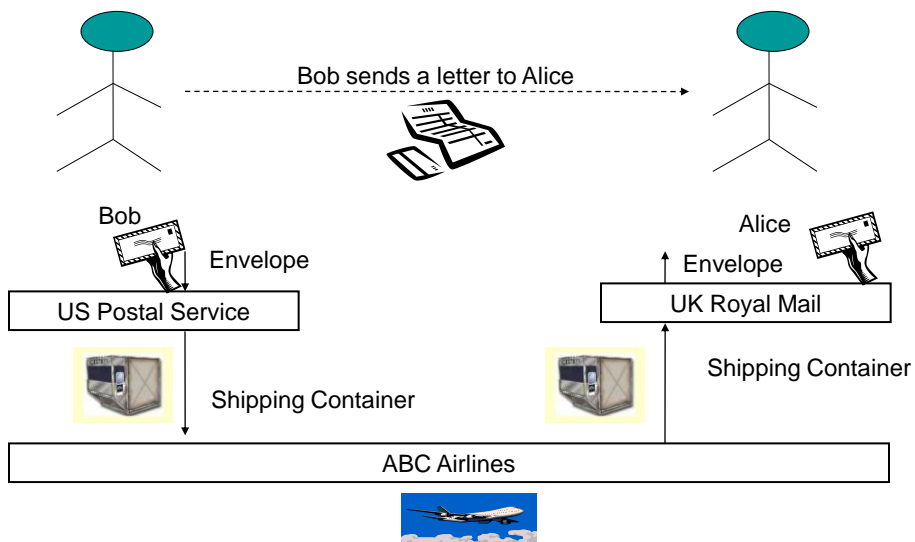 Bob sends a letter to Alice
Bob
Alice
Envelope
Envelope
US Postal Service
UK Royal Mail
Shipping Container
Shipping Container
ABC Airlines